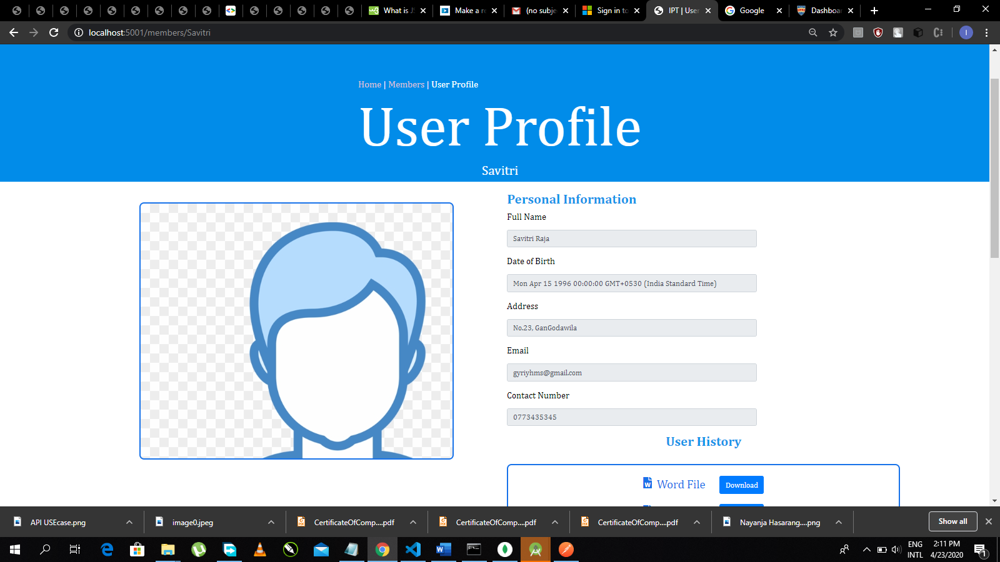 What is JS
Make a re
(no subje
Sign in to
IPT | User
Google
Dashboar
localhost:5001/members/Savitri
I
Home | Members | User Profile
User Profile
Savitri
Personal Information
Full Name
Savitri Raja
Date of Birth
Mon Apr 15 1996 00:00:00 GMT+0530 (India Standard Time)
Address
No.23, GanGodawila
Email
gyriyhms@gmail.com
Contact Number
0773435345
User History
Word File
Download
API USEcase.png
image0.jpeg
CertificateOfComp....pdf
CertificateOfComp....pdf
CertificateOfComp....pdf
Nayanja Hasarang....png
Show all
ENG
INTL
2:11 PM
4/23/2020
1